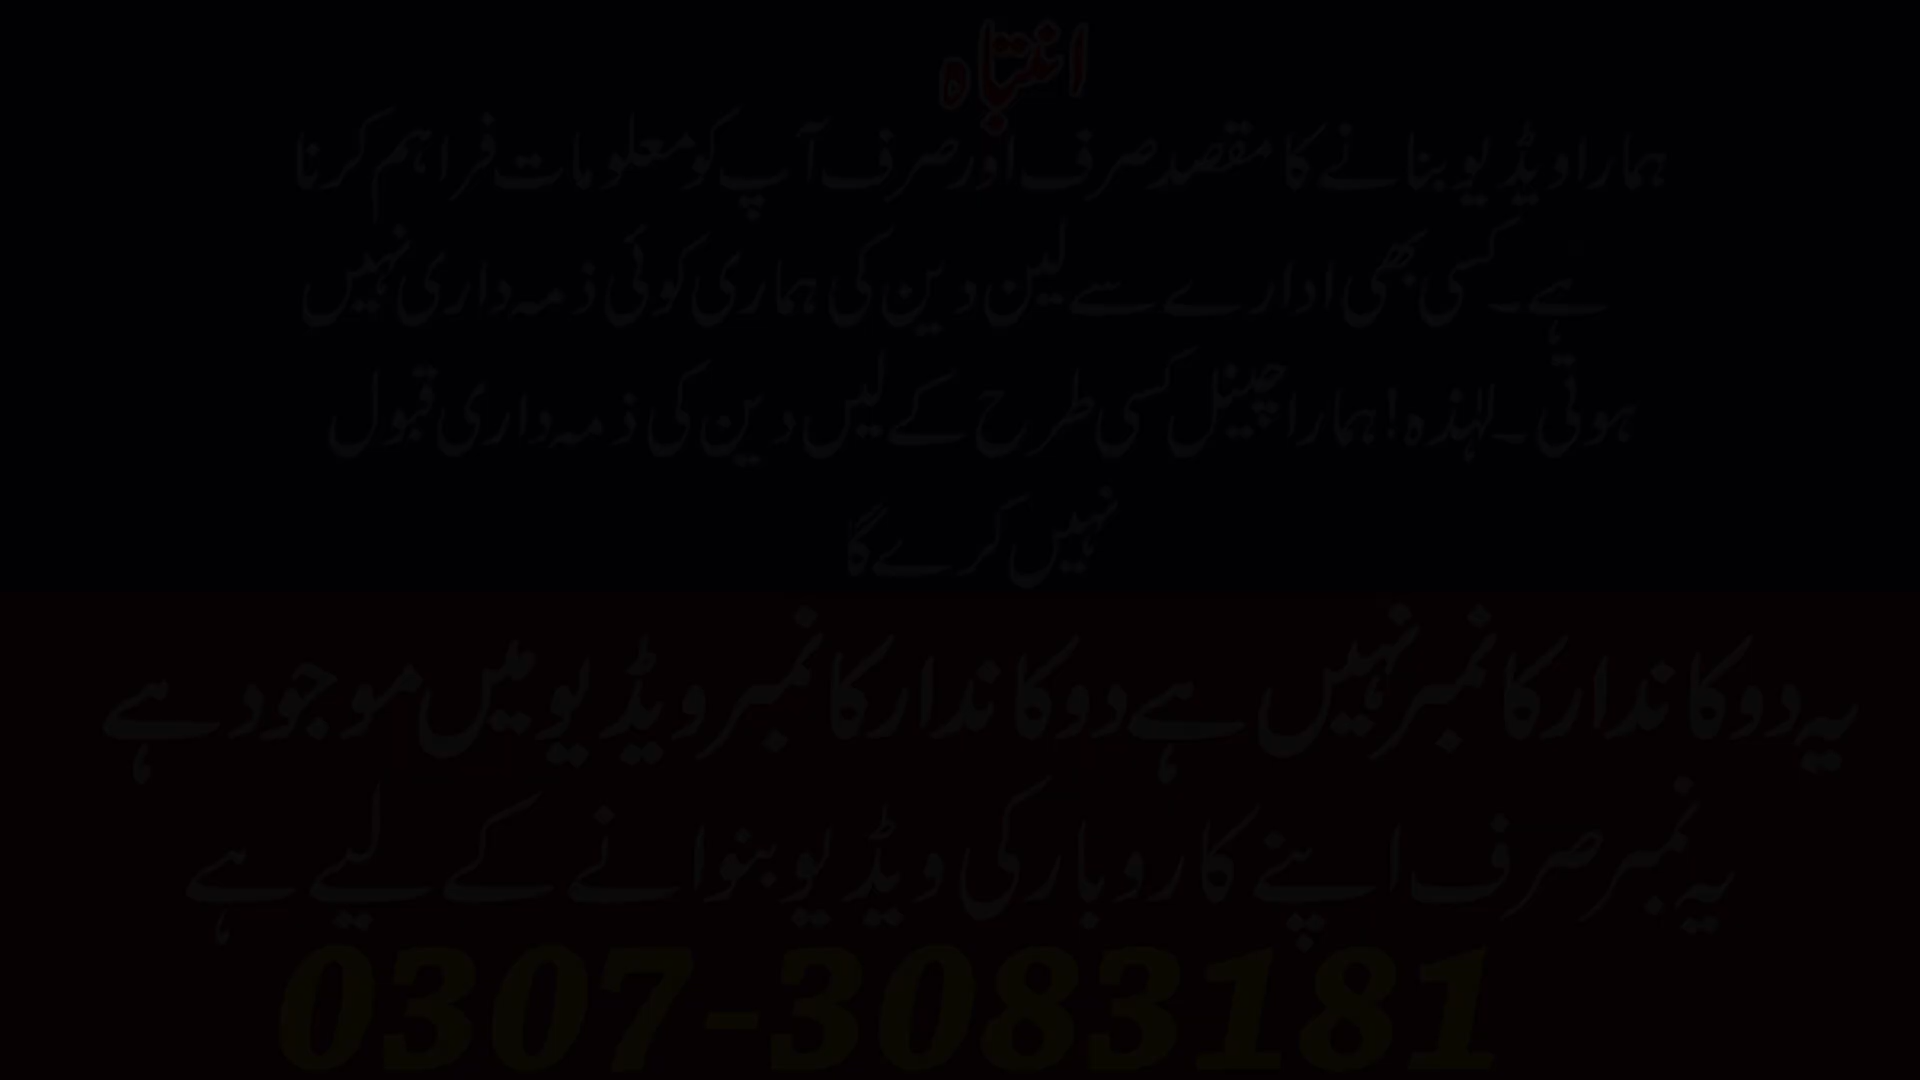 انتباہ
ہمارا ویڈیو بنانے کا مقصد صرف اور صرف آپ کو معلومات فراہم کرنا
ہے۔ کسی بھی ادارے سے لین دین کی ہماری کوئی ذمہ داری نہیں
ہوتی۔ لہٰذہ! ہمارا چینل کسی طرح کے لیں دین کی ذمہ داری قبول
نہیں کرے گا
یہ دوکاندار کا نمبر نہیں ہے دوکاندار کا نمبر ویڈیو میں موجود ہے
یہ نمبر صرف اپنے کاروبار کی ویڈیو بنوانے کے لیے ہے
0307-3083181